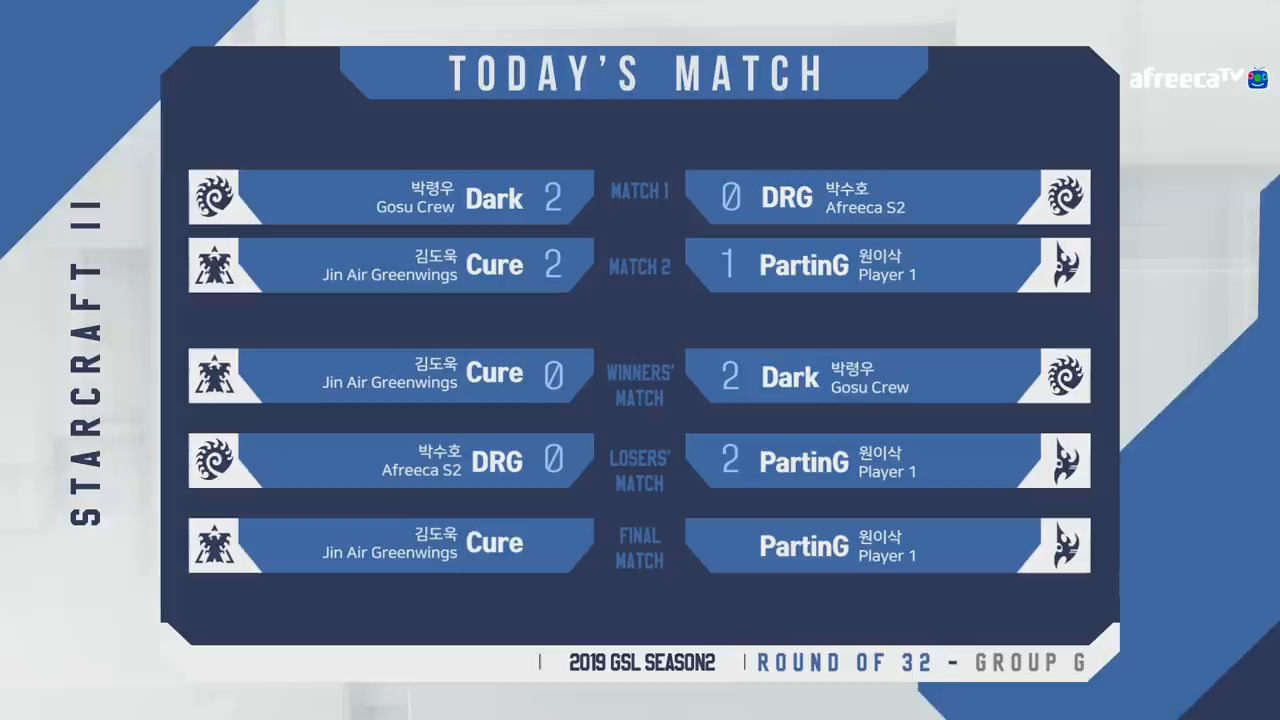 TODAY'S MATCH
afreecaTV
STARCRAFT II
박령우
Gosu Crew
Dark
2
MATCH 1
0
DRG
박수호
Afreeca S2
김도욱
Jin Air Greenwings
Cure
2
MATCH 2
1
PartinG
원이삭
Player 1
김도욱
Jin Air Greenwings
Cure
0
WINNERS'
MATCH
2
Dark
박령우
Gosu Crew
박수호
Afreeca S2
DRG
0
LOSERS'
MATCH
2
PartinG
원이삭
Player 1
김도욱
Jin Air Greenwings
Cure
FINAL
MATCH
PartinG
원이삭
Player 1
2019 GSL SEASON2
ROUND OF 32 - GROUP G